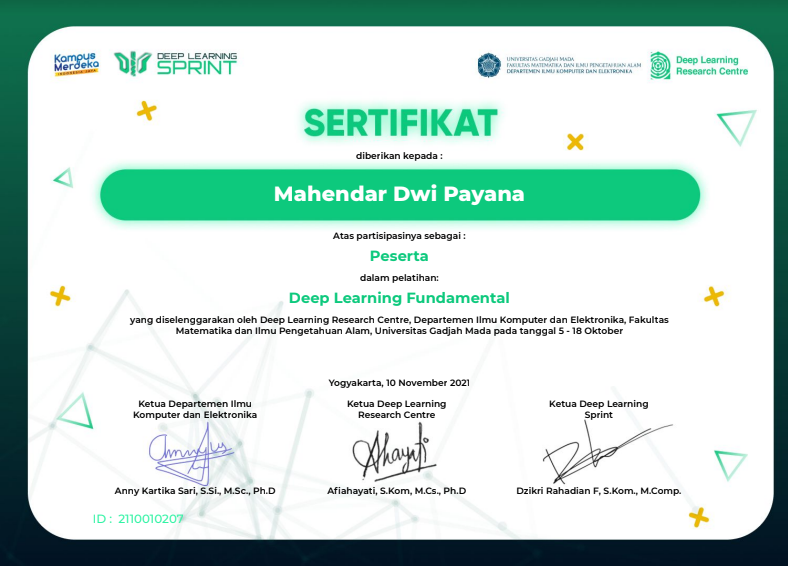 Kampus
Merdeka
INDONESIA JAYA
DEEP LEARNING
SPRINT
UNIVERSITAS GADJAH MADA
FAKULTAS MATEMATIKA DAN ILMU PENGETAHUAN ALAM
DEPARTEMEN ILMU KOMPUTER DAN ELEKTRONIKA
Deep Learning
Research Centre
SERTIFIKAT
diberikan kepada :
Mahendar Dwi Payana
Atas partisipasinya sebagai :
Peserta
dalam pelatihan:
Deep Learning Fundamental
yang diselenggarakan oleh Deep Learning Research Centre, Departemen Ilmu Komputer dan Elektronika, Fakultas
Matematika dan Ilmu Pengetahuan Alam, Universitas Gadjah Mada pada tanggal 5 - 18 Oktober
Yogyakarta, 10 November 2021
Ketua Departemen Ilmu
Komputer dan Elektronika
Anny Kartika Sari, S.Si., M.Sc., Ph.D
Ketua Deep Learning
Research Centre
Afiahayati, S.Kom, M.Cs., Ph.D
Ketua Deep Learning
Sprint
Dzikri Rahadian F, S.Kom., M.Comp.
ID : 2110010207